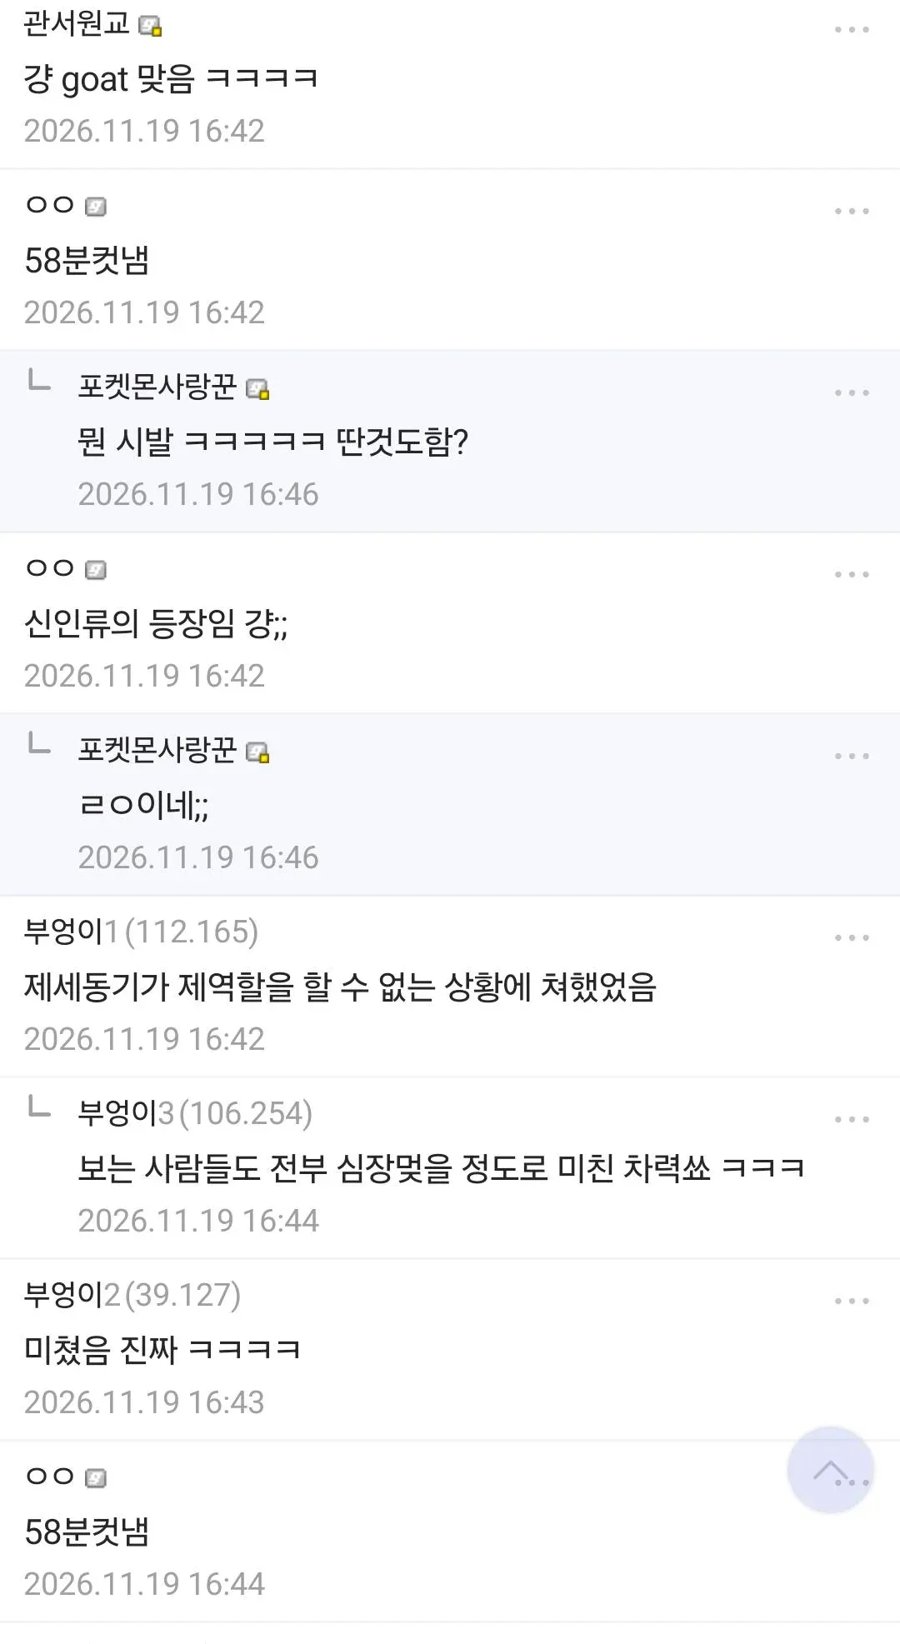 관서원교
걍 goat 맞음 ㅋㅋㅋㅋ
2026.11.19 16:42
ㅇㅇ
58분컷냄
2026.11.19 16:42
포켓몬사랑꾼
뭔 시발 ㅋㅋㅋㅋㅋ 딴것도함?
2026.11.19 16:46
ㅇㅇ
신인류의 등장임 걍;;
2026.11.19 16:42
포켓몬사랑꾼
ㄹㅇ이네;;
2026.11.19 16:46
부엉이1(112.165)
제세동기가 제역할을 할 수 없는 상황에 쳐했었음
2026.11.19 16:42
부엉이3(106.254)
보는 사람들도 전부 심장멎을 정도로 미친 차력쑈 ㅋㅋㅋ
2026.11.19 16:44
부엉이2(39.127)
미쳤음 진짜 ㅋㅋㅋㅋ
2026.11.19 16:43
ㅇㅇ
58분컷냄
2026.11.19 16:44